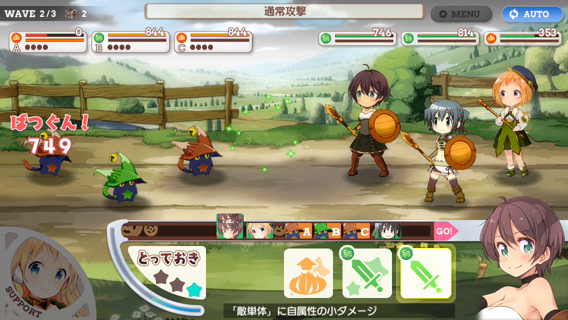 WAVE 2/3 2
通常攻撃
MENU
AUTO
0 844 844
A B C
746 814 353
ばつぐん!
749
A B C GO!
とっておき
SUPPORT
「敵単体」に自属性の小ダメージ